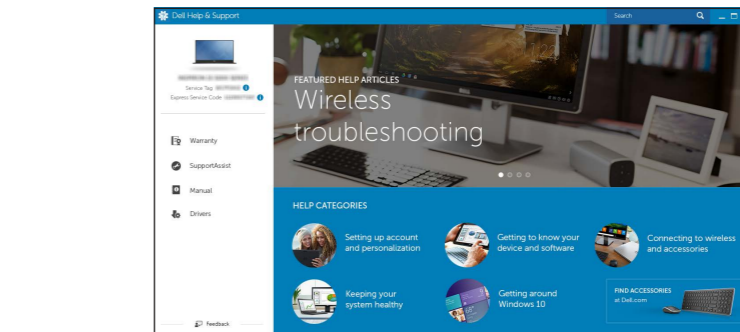 Dell Help & Support
Search
Service Tag:
Express Service Code:
Warranty
SupportAssist
Manual
Drivers
Feedback
FEATURED HELP ARTICLES
Wireless
troubleshooting
HELP CATEGORIES
Setting up account
and personalization
Getting to know your
device and software
Connecting to wireless
and accessories
Keeping your
system healthy
Getting around
Windows 10
FIND ACCESSORIES
at Dell.com